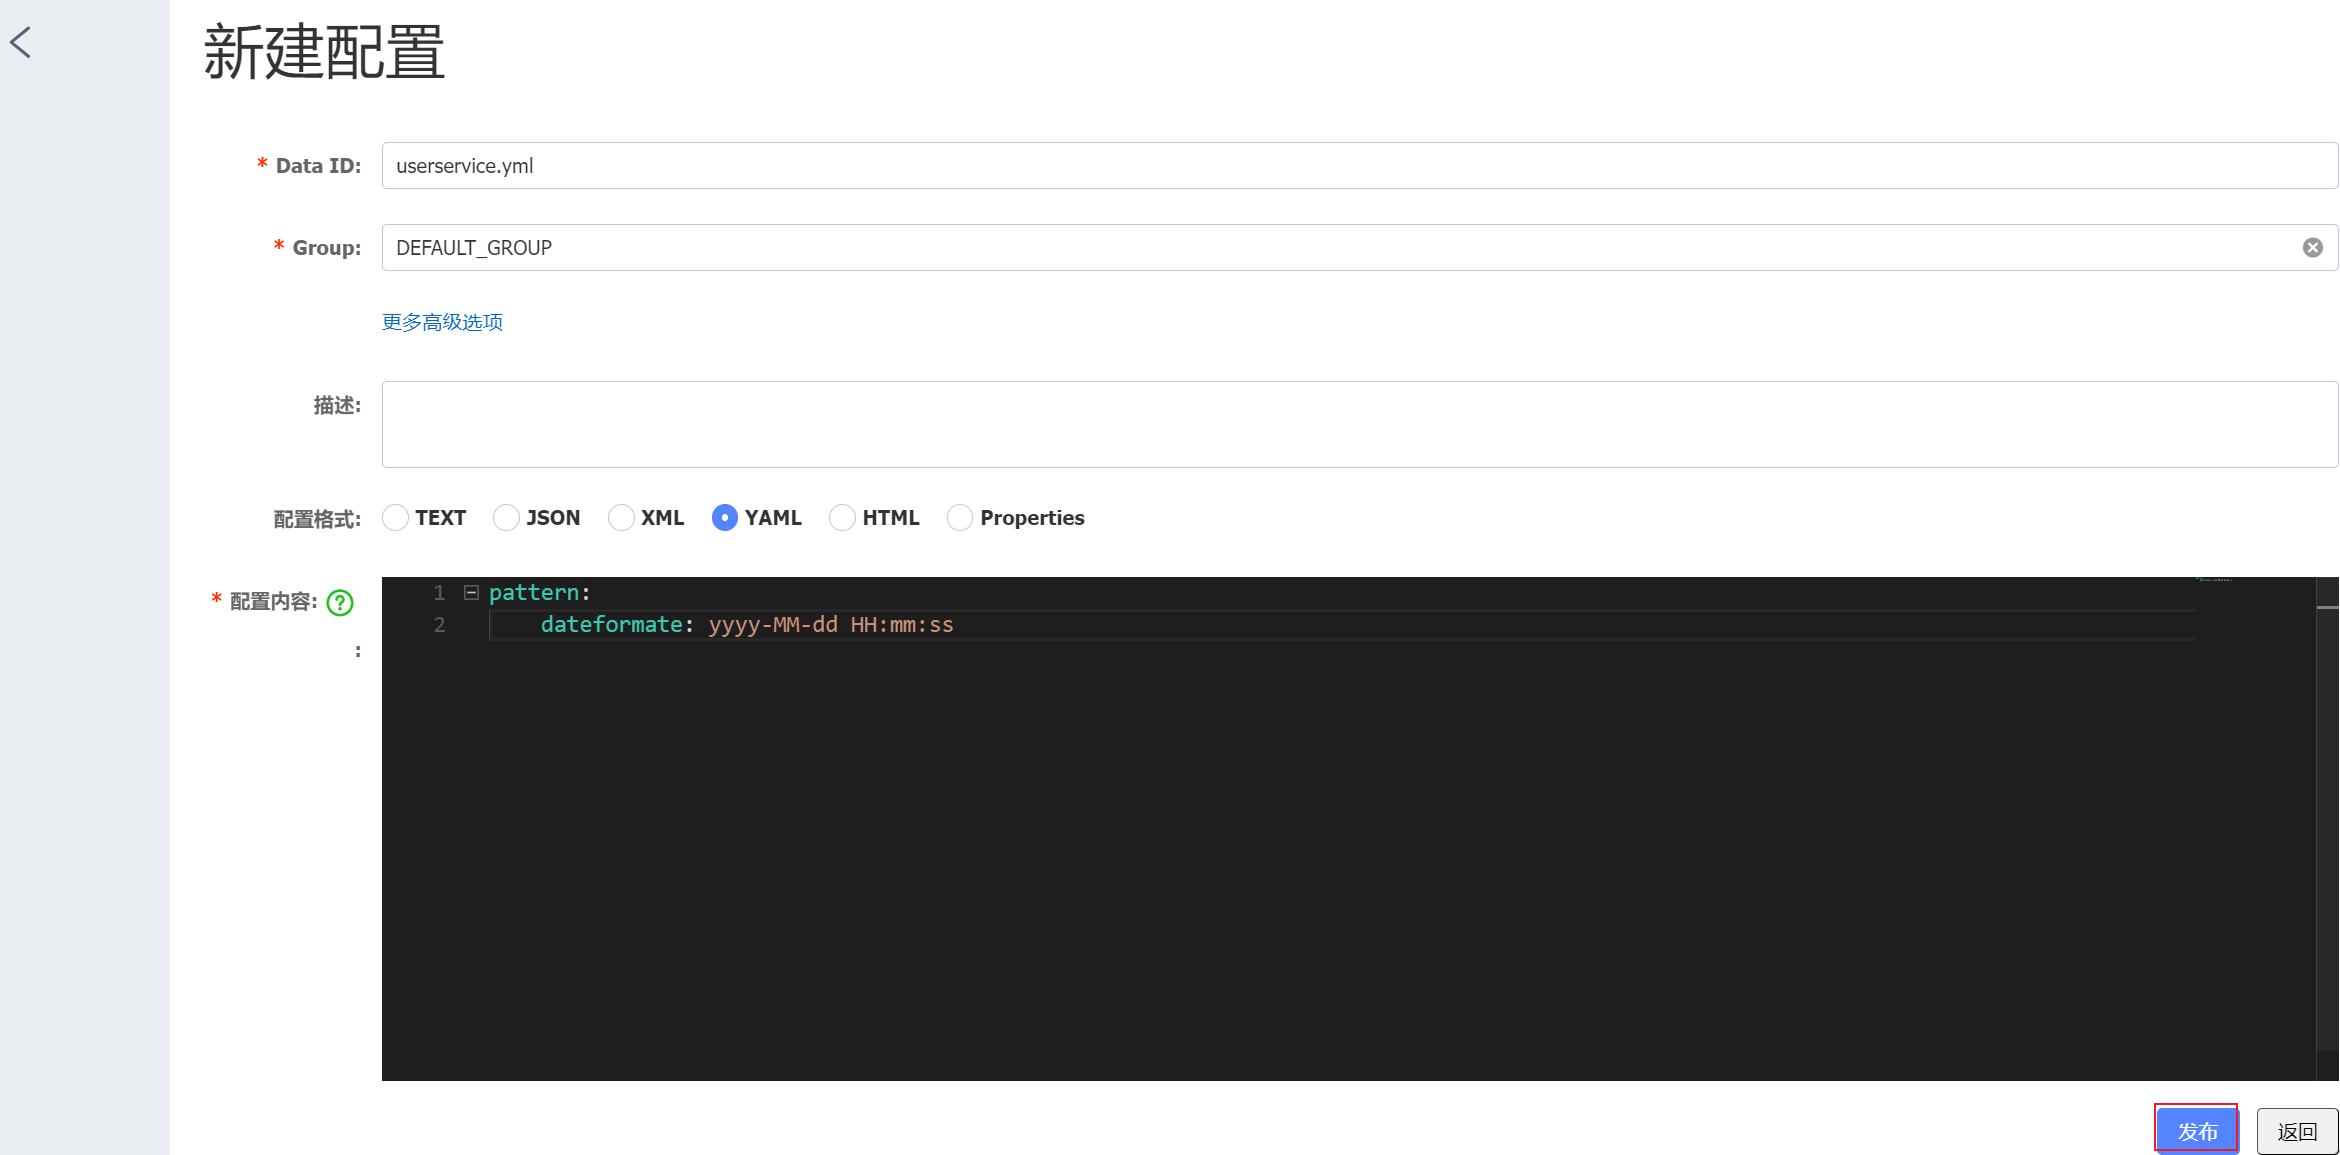 新建配置
* Data ID: userservice.yml
* Group: DEFAULT_GROUP
更多高级选项
描述:
配置格式: TEXT JSON XML YAML HTML Properties
* 配置内容: ?
:
1 pattern:
2 dateformate: yyyy-MM-dd HH:mm:ss
发布 返回